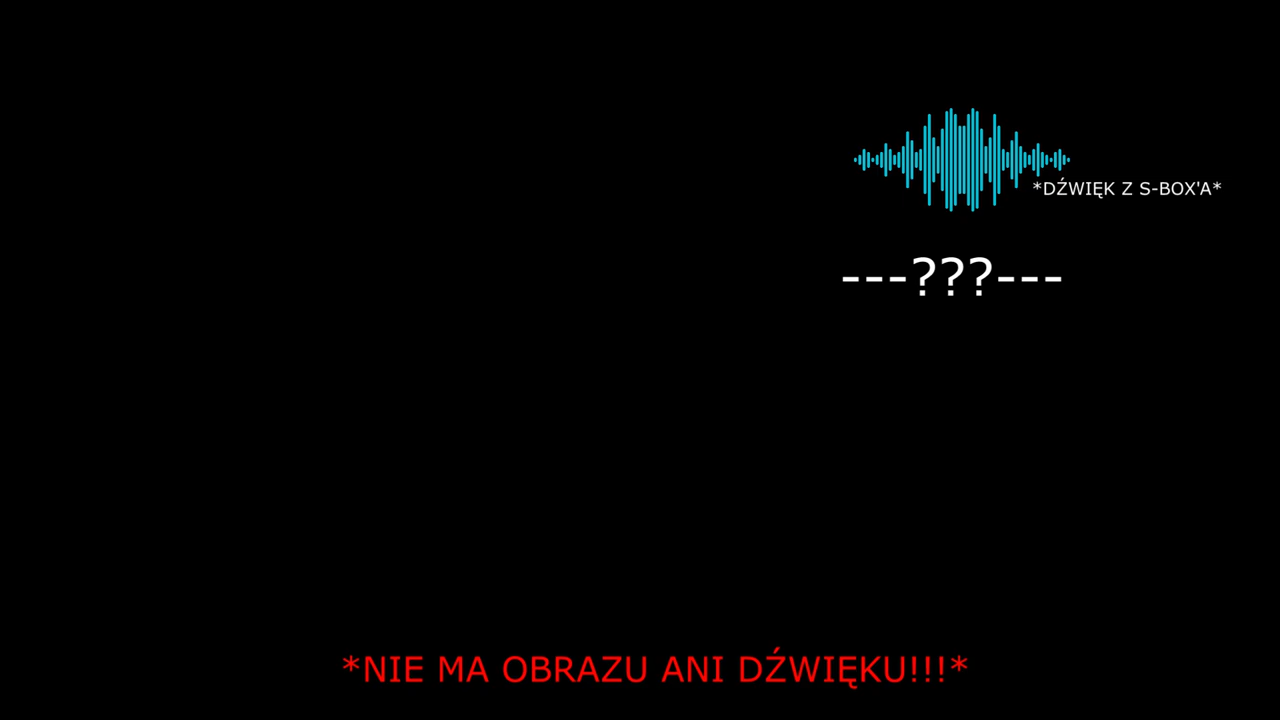 *DŹWIĘK Z S-BOX'A*
---???---
*NIE MA OBRAZU ANI DŹWIĘKU!!!*